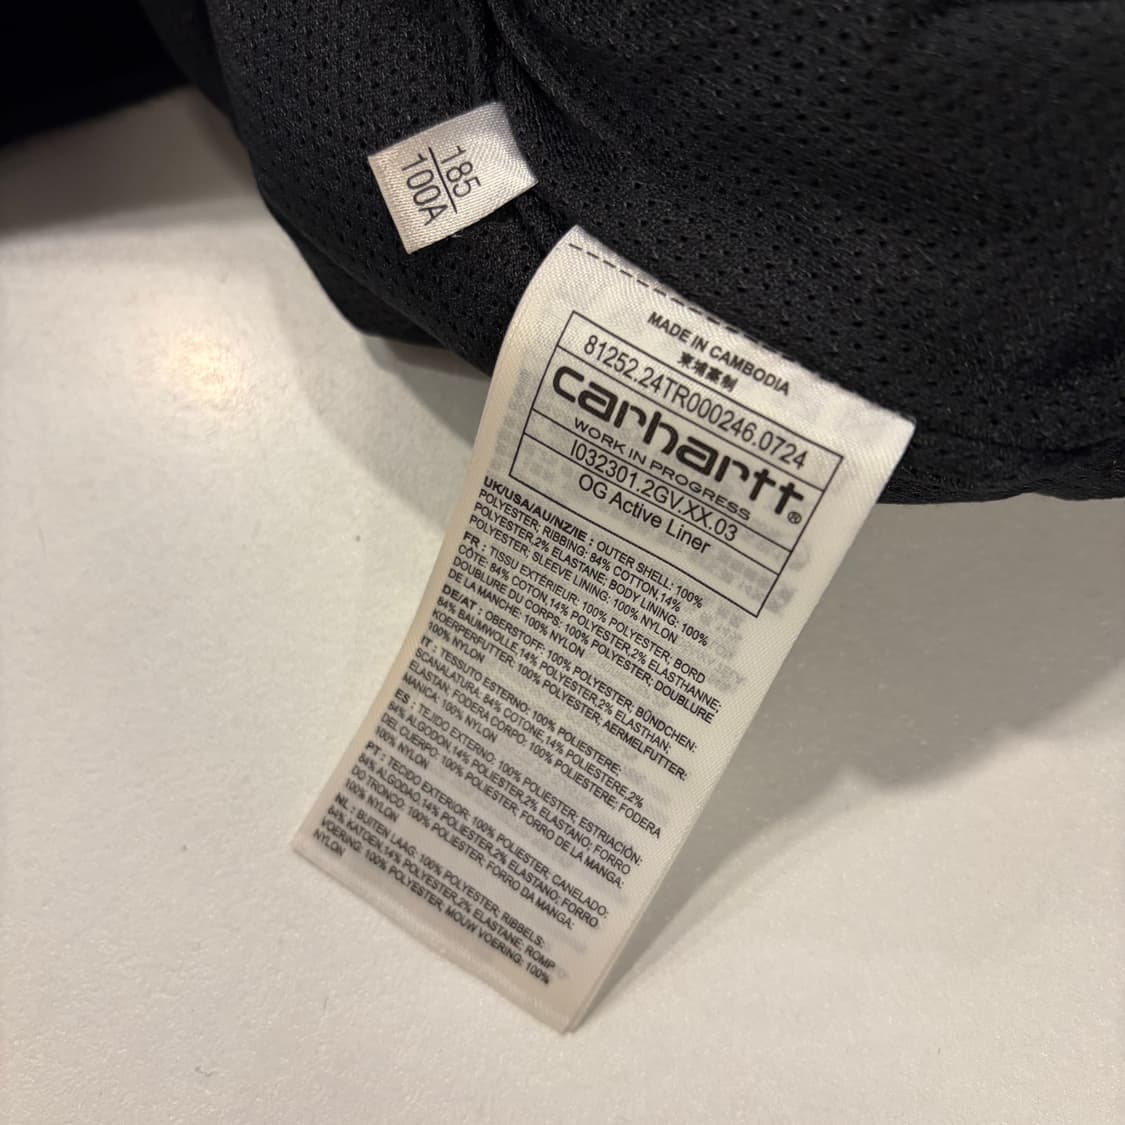 185
100A
MADE IN CAMBODIA
柬埔寨制
81252.24TR000246.0724
carhartt®
WORK IN PROGRESS
I032301.2GV.XX.03
OG Active Liner
UK/USA/AU/NZ/IE : OUTER SHELL: 100%
POLYESTER; RIBBING: 84% COTTON,14%
POLYESTER,2% ELASTANE; BODY LINING: 100%
POLYESTER; SLEEVE LINING: 100% NYLON
FR : TISSU EXTÉRIEUR: 100% POLYESTER; BORD
CÔTE: 84% COTON,14% POLYESTER,2% ELASTHANNE;
DOUBLURE DU CORPS: 100% POLYESTER; DOUBLURE
DE LA MANCHE: 100% NYLON
DE/AT : OBERSTOFF: 100% POLYESTER; BÜNDCHEN:
84% BAUMWOLLE,14% POLYESTER,2% ELASTHAN;
KOERPERFUTTER: 100% POLYESTER; AERMELFUTTER:
100% NYLON
IT : TESSUTO ESTERNO: 100% POLIESTERE;
SCANALATURA: 84% COTONE,14% POLIESTERE,2%
ELASTAN; FODERA CORPO: 100% POLIESTERE; FODERA
MANICA: 100% NYLON
ES : TEJIDO EXTERNO: 100% POLIESTER; ESTRIACIÓN:
84% ALGODON,14% POLIESTER,2% ELASTANO; FORRO
DEL CUERPO: 100% POLIESTER; FORRO DE LA MANGA:
100% NYLON
PT : TECIDO EXTERIOR: 100% POLIESTER; CANELADO:
84% ALGODAO,14% POLIESTER,2% ELASTANO; FORRO
DO TRONCO: 100% POLIESTER; FORRO DA MANGA:
100% NYLON
NL : BUITEN LAAG: 100% POLYESTER; RIBBELS:
84% KATOEN,14% POLYESTER,2% ELASTANE; ROMP
VOERING: 100% POLYESTER; MOUW VOERING: 100%
NYLON